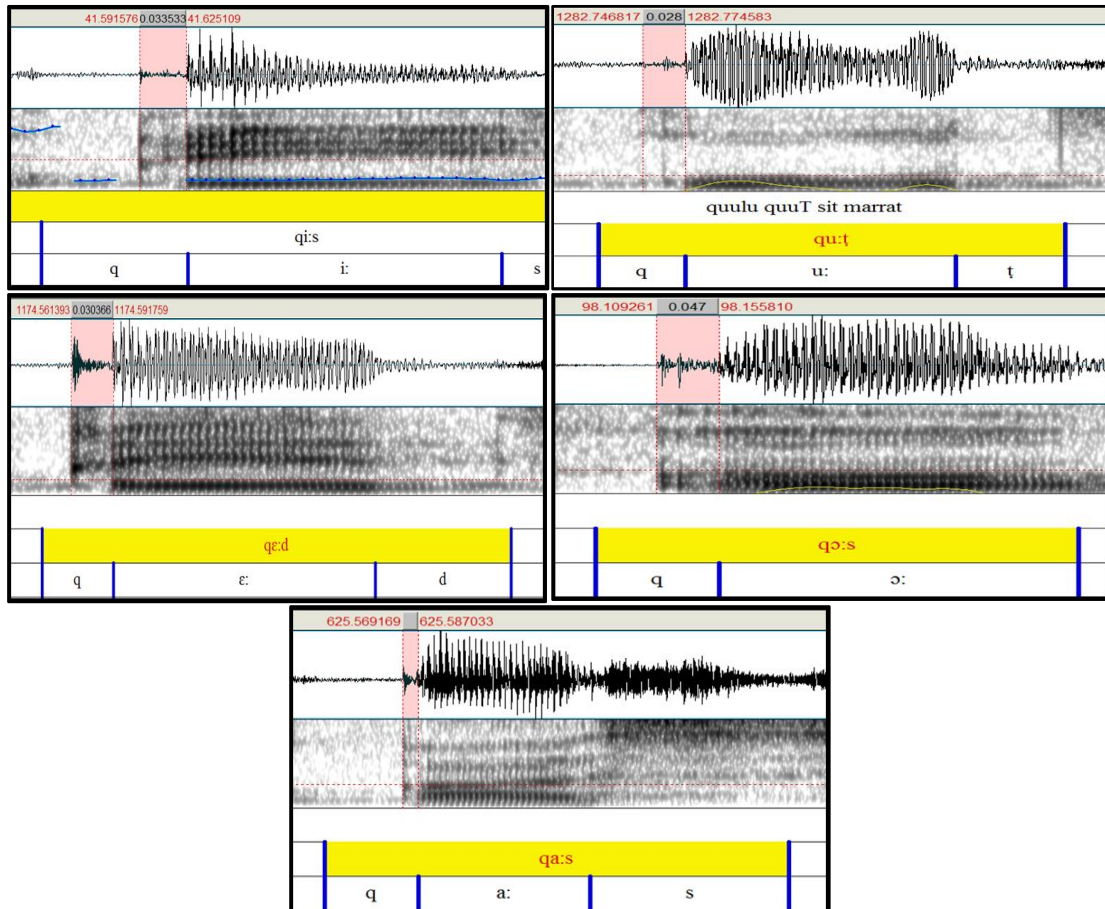 41.591576 0.033533 41.625109
qi:s
q i: s
1282.746817 0.028 1282.774583
quulu quuT sit marrat
qu:ṭ
q u: ṭ
1174.561393 0.030366 1174.591759
qɛ:d
q ɛ: d
98.109261 0.047 98.155810
qɔ:s
q ɔ:
625.569169 625.587033
qa:s
q a: s